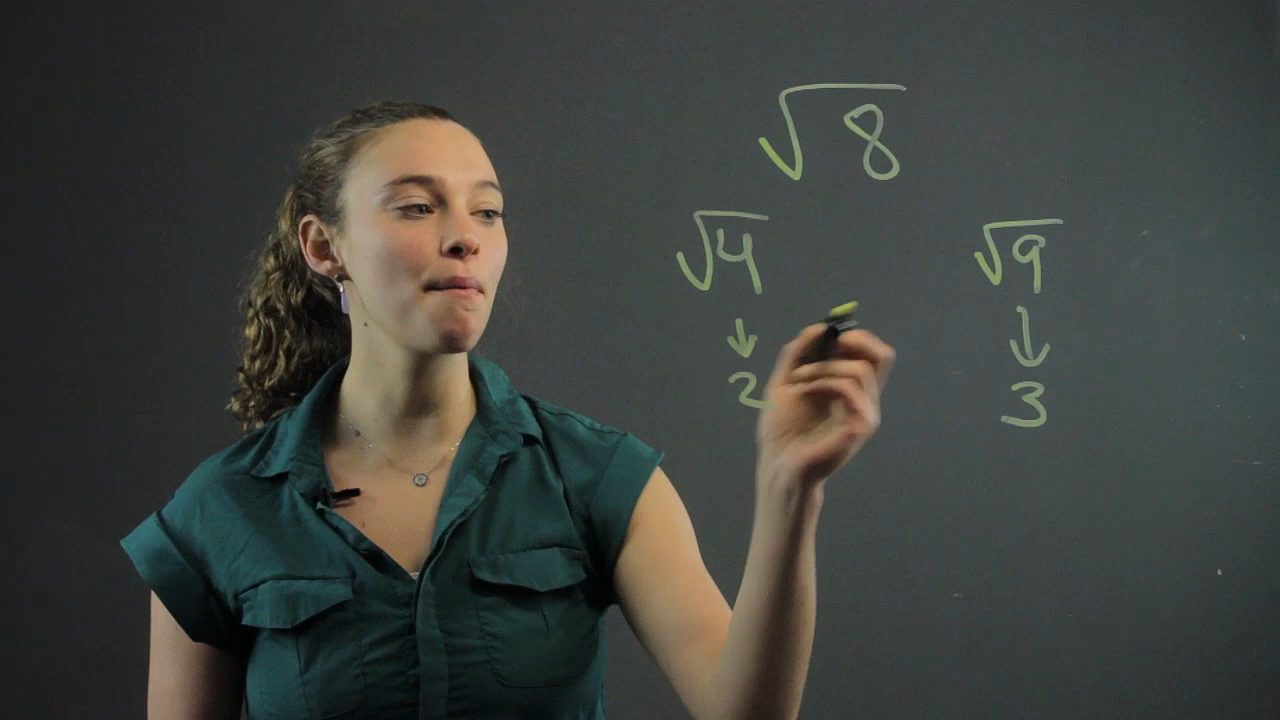 √8
√4 √9
↓ ↓
2 3